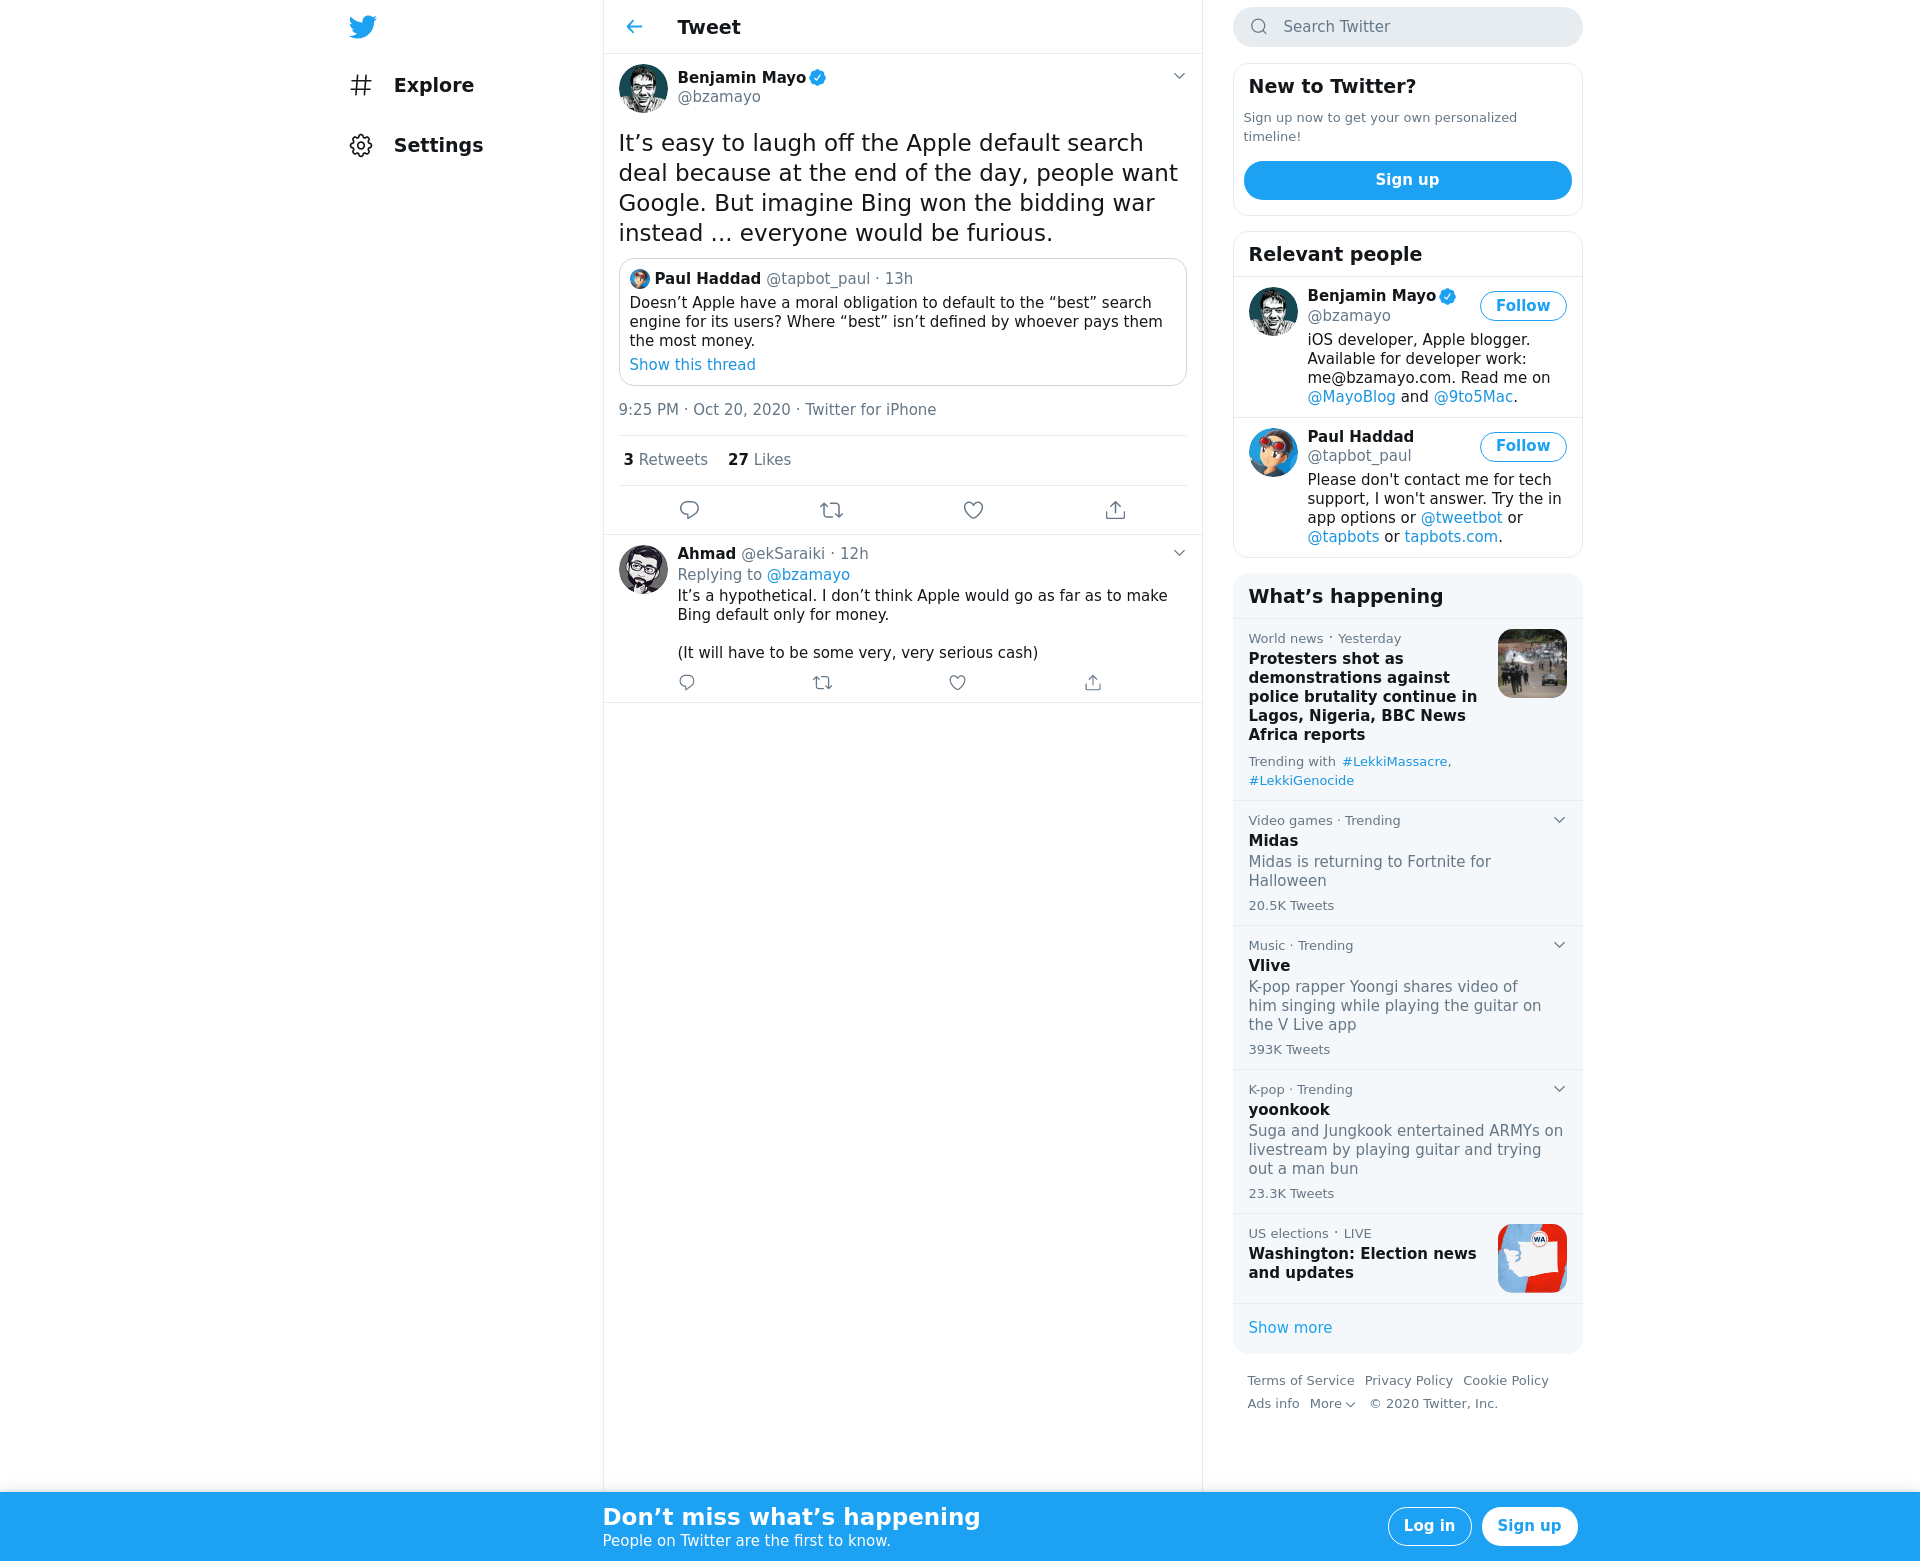 Explore
Settings
Tweet
Benjamin Mayo
@bzamayo
It’s easy to laugh off the Apple default search
deal because at the end of the day, people want
Google. But imagine Bing won the bidding war
instead ... everyone would be furious.
Paul Haddad @tapbot_paul · 13h
Doesn’t Apple have a moral obligation to default to the “best” search
engine for its users? Where “best” isn’t defined by whoever pays them
the most money.
Show this thread
9:25 PM · Oct 20, 2020 · Twitter for iPhone
3 Retweets 27 Likes
Ahmad @ekSaraiki · 12h
Replying to @bzamayo
It’s a hypothetical. I don’t think Apple would go as far as to make
Bing default only for money.
(It will have to be some very, very serious cash)
Search Twitter
New to Twitter?
Sign up now to get your own personalized
timeline!
Sign up
Relevant people
Benjamin Mayo
@bzamayo
Follow
iOS developer, Apple blogger.
Available for developer work:
me@bzamayo.com. Read me on
@MayoBlog and @9to5Mac.
Paul Haddad
@tapbot_paul
Follow
Please don't contact me for tech
support, I won't answer. Try the in
app options or @tweetbot or
@tapbots or tapbots.com.
What’s happening
World news · Yesterday
Protesters shot as
demonstrations against
police brutality continue in
Lagos, Nigeria, BBC News
Africa reports
Trending with #LekkiMassacre,
#LekkiGenocide
Video games · Trending
Midas
Midas is returning to Fortnite for
Halloween
20.5K Tweets
Music · Trending
Vlive
K-pop rapper Yoongi shares video of
him singing while playing the guitar on
the V Live app
393K Tweets
K-pop · Trending
yoonkook
Suga and Jungkook entertained ARMYs on
livestream by playing guitar and trying
out a man bun
23.3K Tweets
US elections · LIVE
Washington: Election news
and updates
WA
Show more
Terms of Service Privacy Policy Cookie Policy
Ads info More © 2020 Twitter, Inc.
Don’t miss what’s happening
People on Twitter are the first to know.
Log in
Sign up